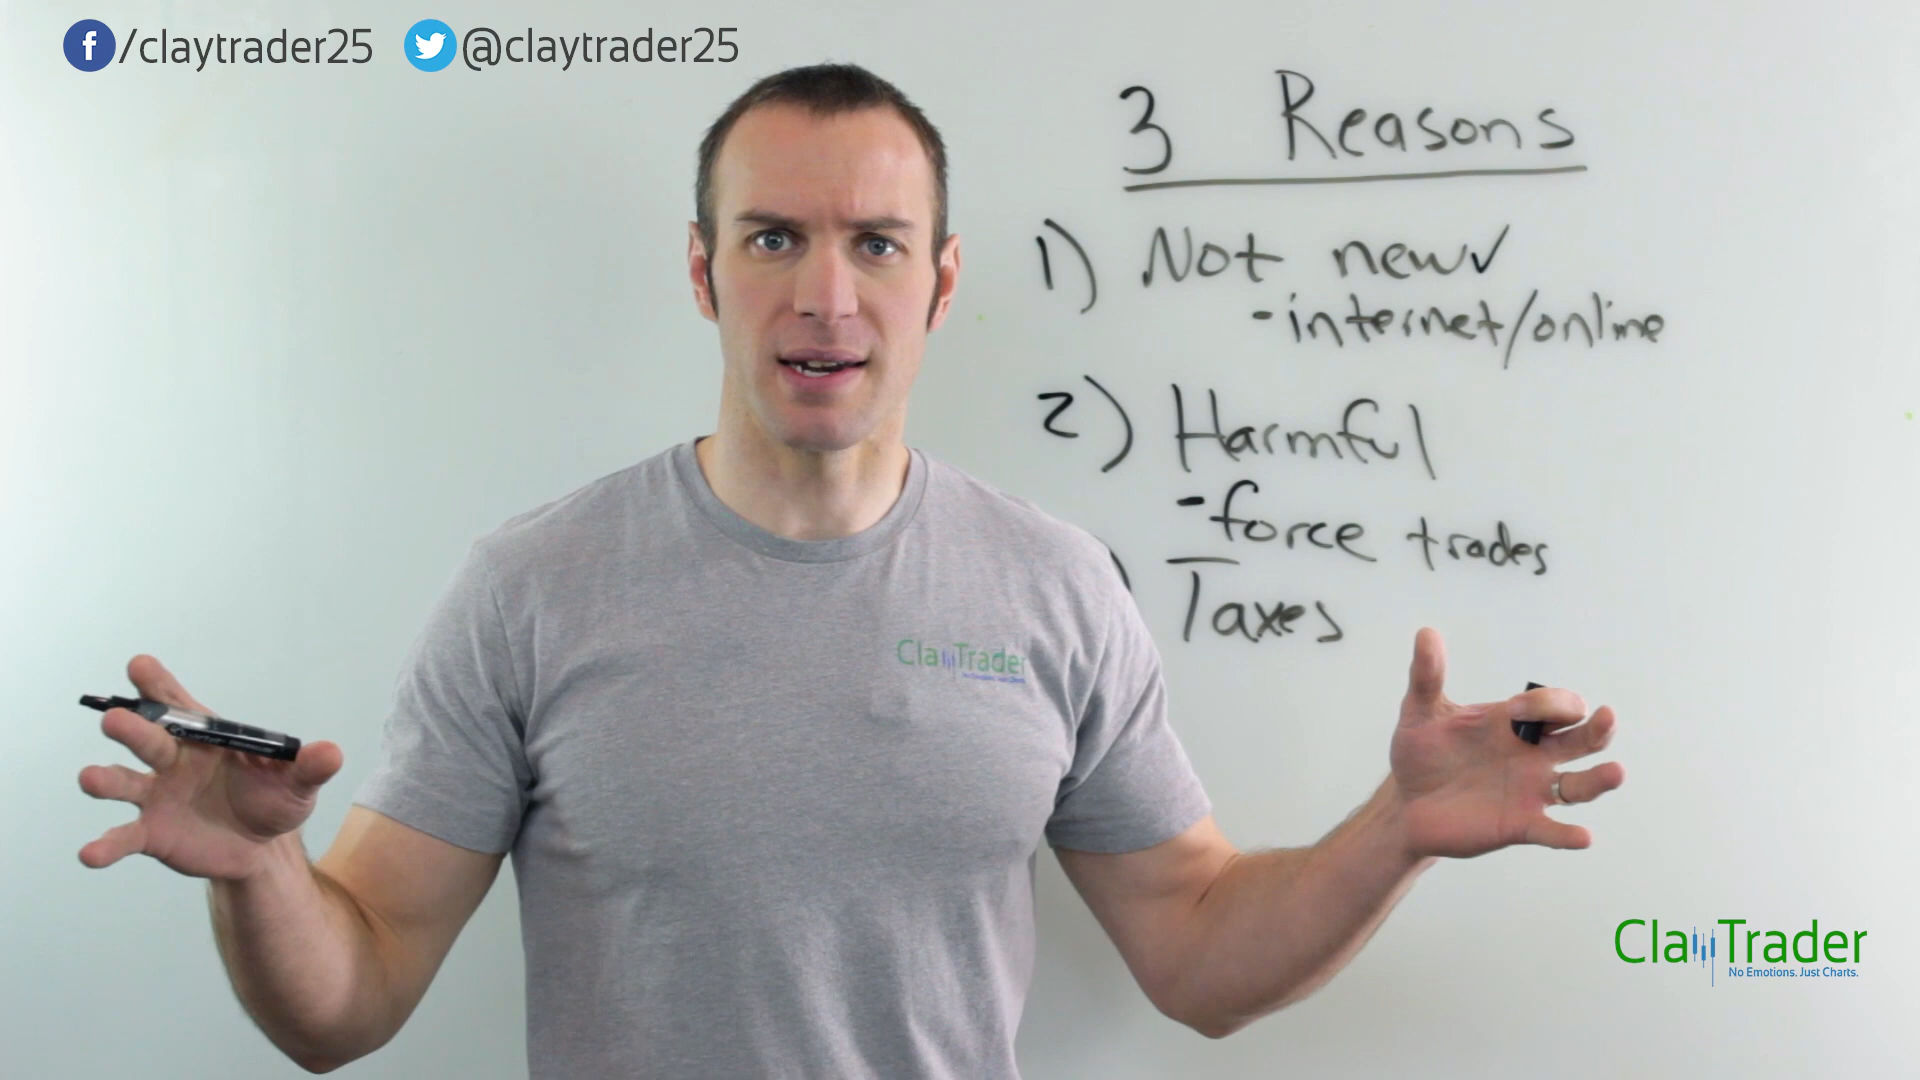 /claytrader25 @claytrader25
3 Reasons
1) Not new
-internet/online
2) Harmful
-force trades
) Taxes
ClayTrader
ClayTrader
No Emotions. Just Charts.